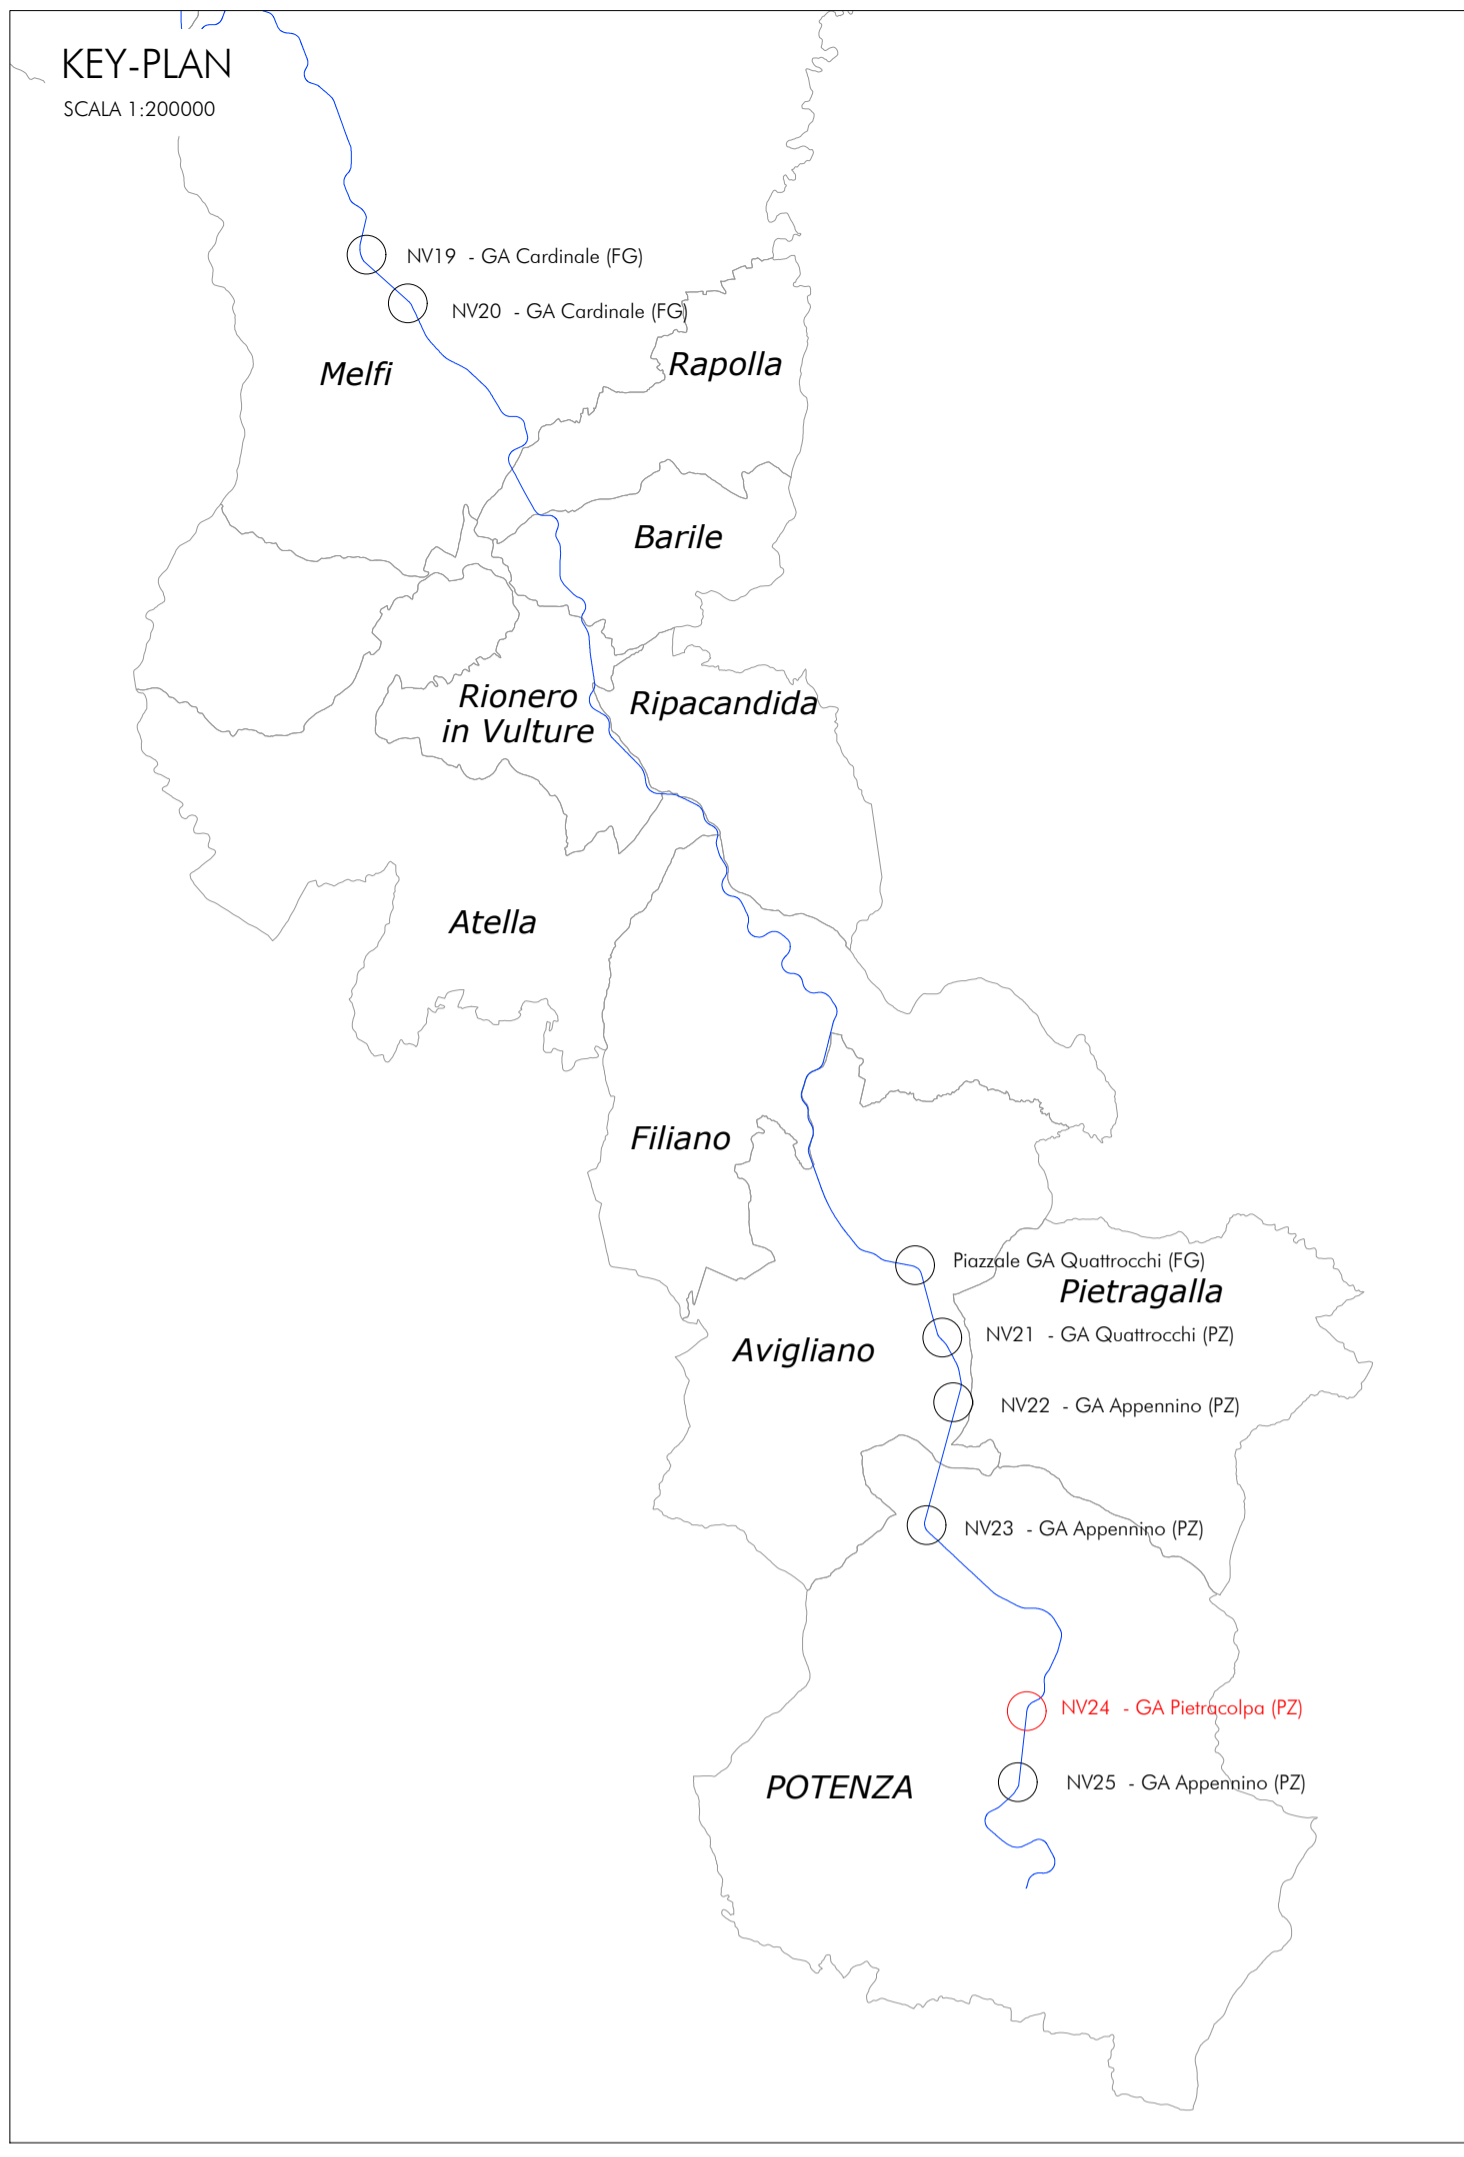 KEY-PLAN
SCALA 1:200000
NV19 - GA Cardinale (FG)
NV20 - GA Cardinale (FG)
Rapolla
Melfi
Barile
Rionero
in Vulture
Ripacandida
Atella
Filiano
Piazzale GA Quattrocchi (FG)
Pietragalla
NV21 - GA Quattrocchi (PZ)
Avigliano
NV22 - GA Appennino (PZ)
NV23 - GA Appennino (PZ)
NV24 - GA Pietracolpa (PZ)
POTENZA
NV25 - GA Appennino (PZ)